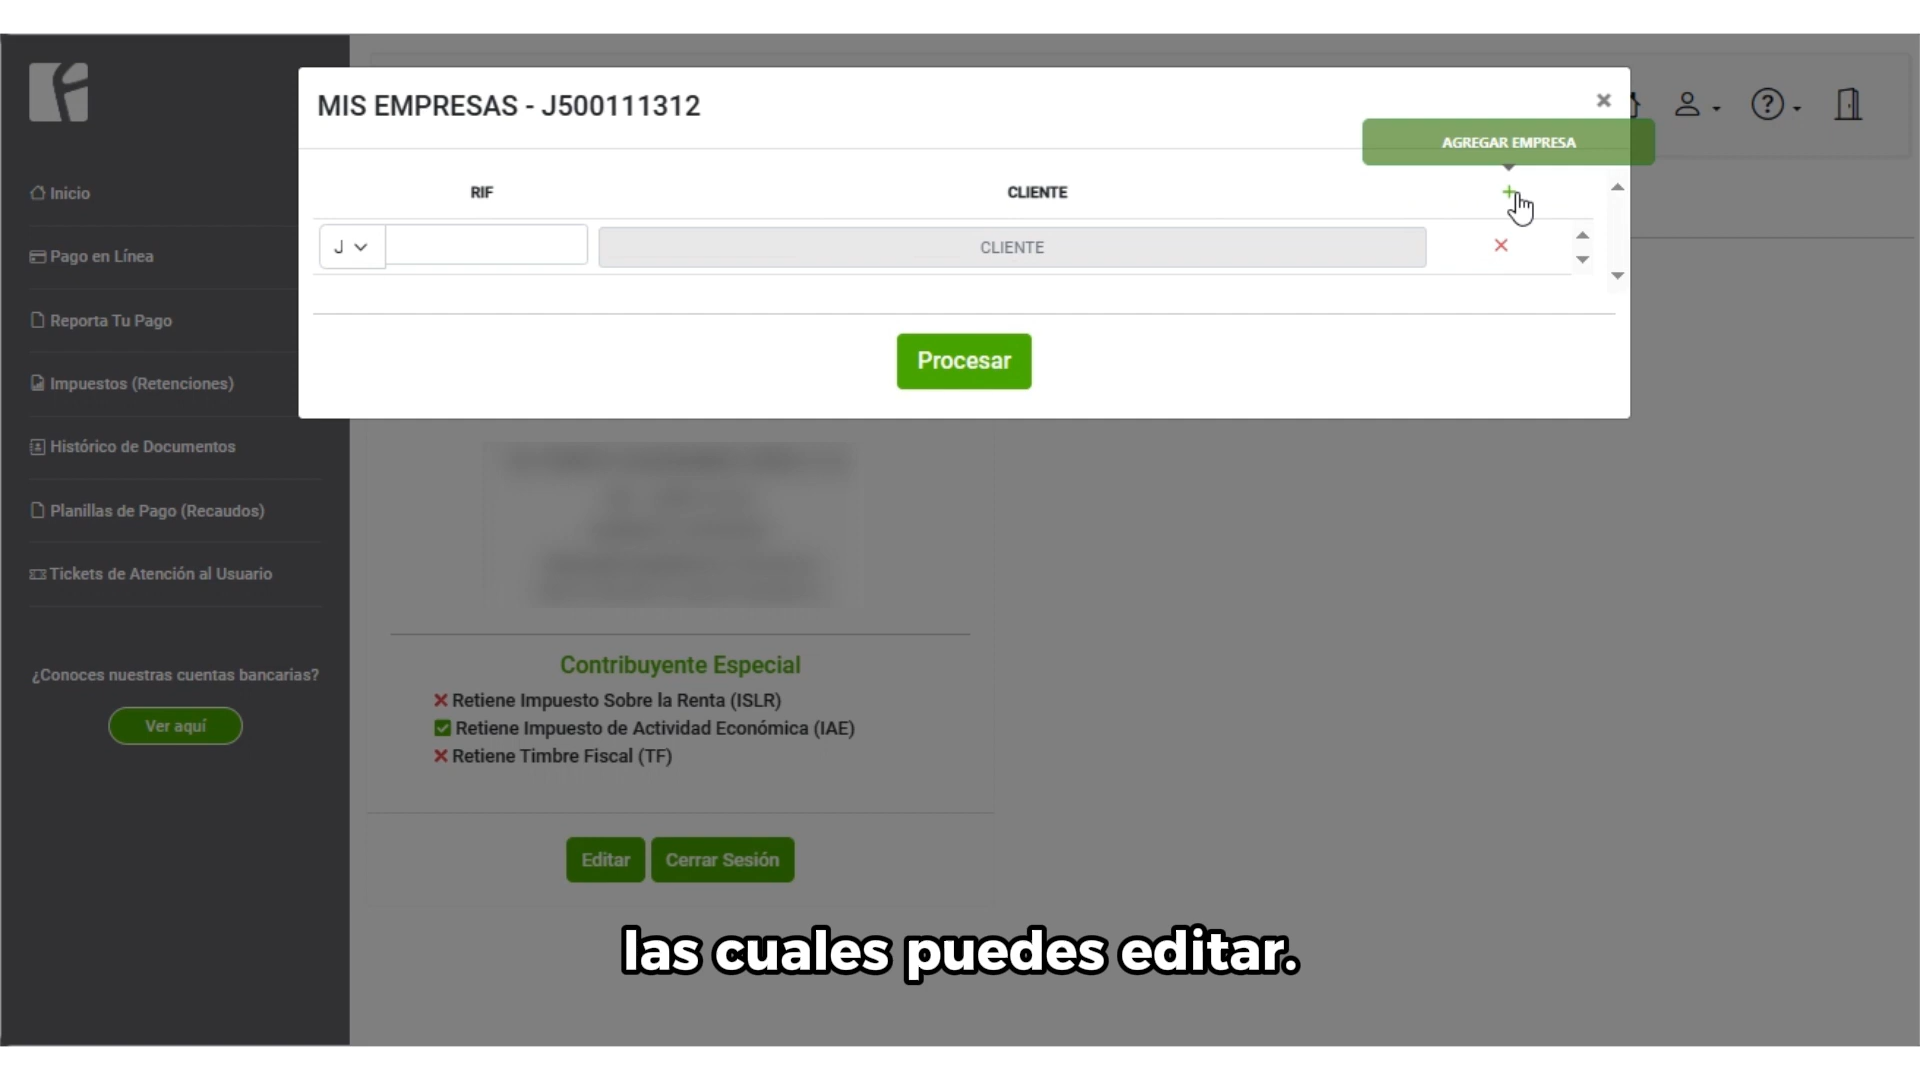 MIS EMPRESAS - J500111312
×
AGREGAR EMPRESA
RIF
CLIENTE
+
J
CLIENTE
Procesar
Inicio
Pago en Línea
Reporta Tu Pago
Impuestos (Retenciones)
Histórico de Documentos
Planillas de Pago (Recaudos)
Tickets de Atención al Usuario
¿Conoces nuestras cuentas bancarias?
Ver aquí
Contribuyente Especial
Retiene Impuesto Sobre la Renta (ISLR)
Retiene Impuesto de Actividad Económica (IAE)
Retiene Timbre Fiscal (TF)
Editar
Cerrar Sesión
las cuales puedes editar.